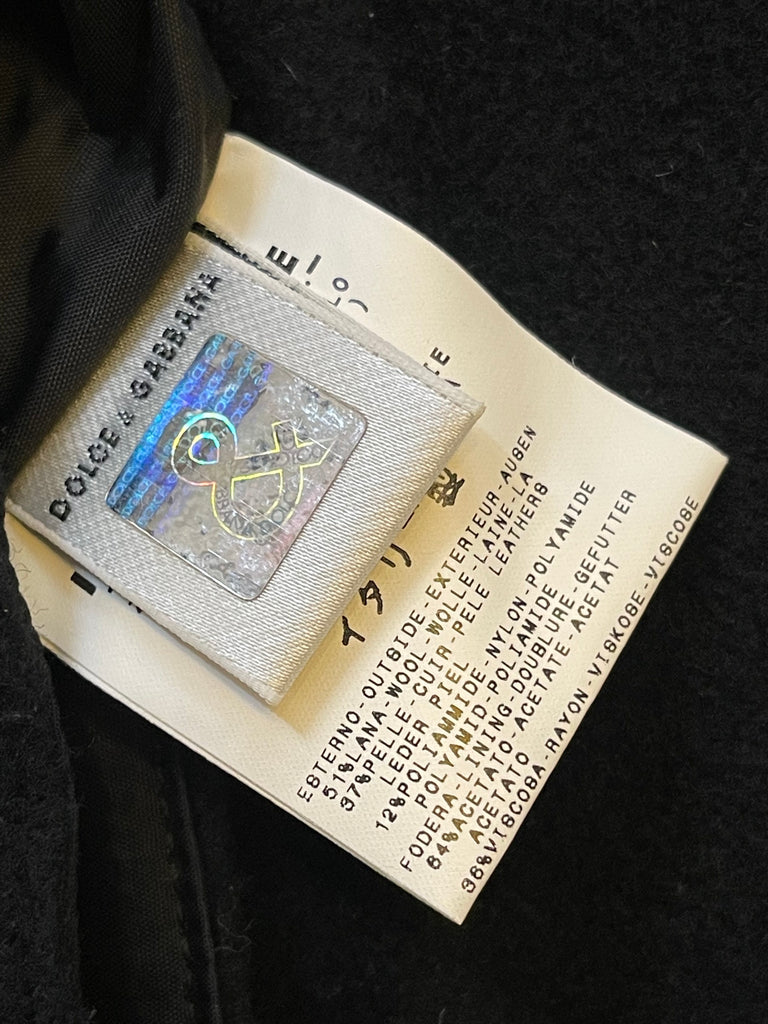 DOLCE & GABBANA
&
イタリ 製
ESTERNO-OUTSIDE-EXTERIEUR-AUSEN
51%LANA-WOOL-WOLLE-LAINE-LA
37%PELLE-CUIR-PELE LEATHERS
LEDER PIEL
12%POLIAMMIDE-NYLON-POLYAMIDE
POLYAMID-POLIAMIDE
FODERA-LINING-DOUBLURE-GEFUTTER
64%ACETATO-ACETATE-ACETAT
ACETATO
36%VISCOSA-RAYON-VISKOSE-VISCOSE